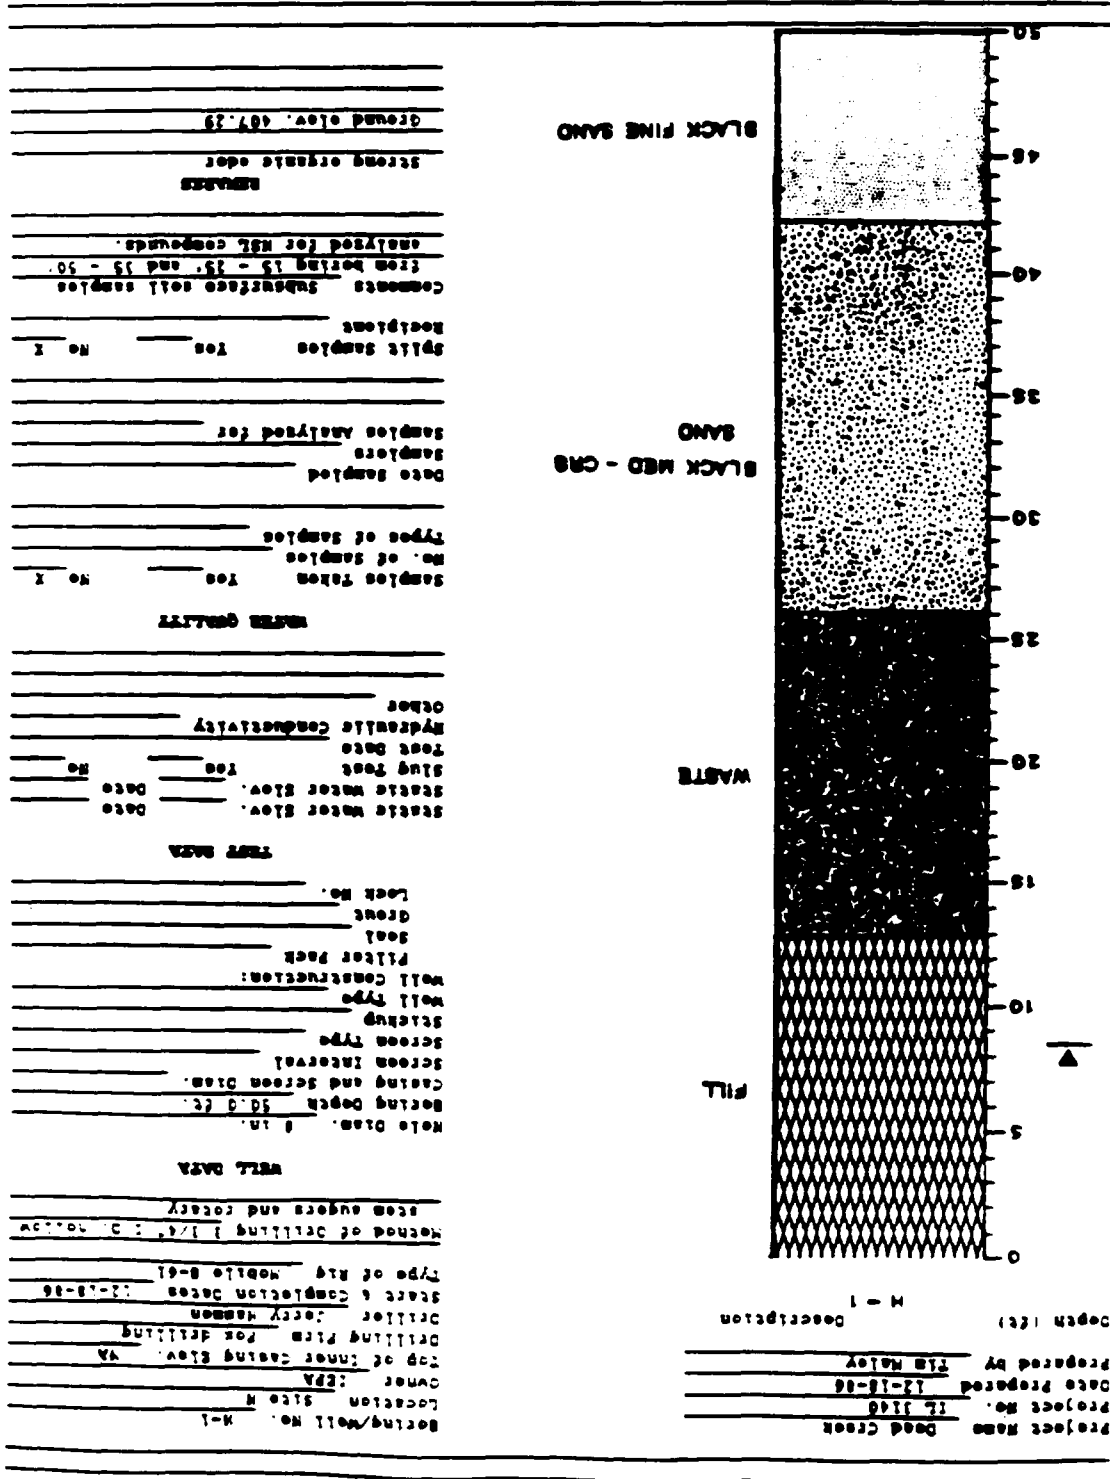 Project Name Dead Creek
Project No. IL 3140
Date Prepared 12-18-86
Prepared by Tim Maley
Depth (ft) Description
H - 1
0
5
10
15
20
25
30
35
40
45
50
FILL
WASTE
BLACK MED - CRS
SAND
BLACK FINE SAND
Boring/Well No. H-1
Location Site H
Owner IEPA
Top of Inner Casing Elev. NA
Drilling Firm Fox drilling
Driller Jerry Hammon
Start & Completion Dates 12-18-86
Type of Rig Mobile B-61
Method of Drilling 3 1/4" I.D. hollow
stem augers and rotary
WELL DATA
Hole Diam. 8 in.
Boring Depth 50.0 ft.
Casing and Screen Diam.
Screen Interval
Screen Type
Stickup
Well Type
Well Construction:
Filter Pack
Seal
Grout
Lock No.
TEST DATA
Static Water Elev. Date
Static Water Elev. Date
Slug Test Yes No
Test Date
Hydraulic Conductivity
Other
WATER QUALITY
Samples Taken Yes No X
No. of Samples
Types of Samples
Date Sampled
Samplers
Samples Analyzed for
Split Samples Yes No X
Recipient
Comments Subsurface soil samples
from boring 15 - 25' and 35 - 50'
analyzed for HSL compounds.
REMARKS
Strong organic odor
Ground elev. 407.29